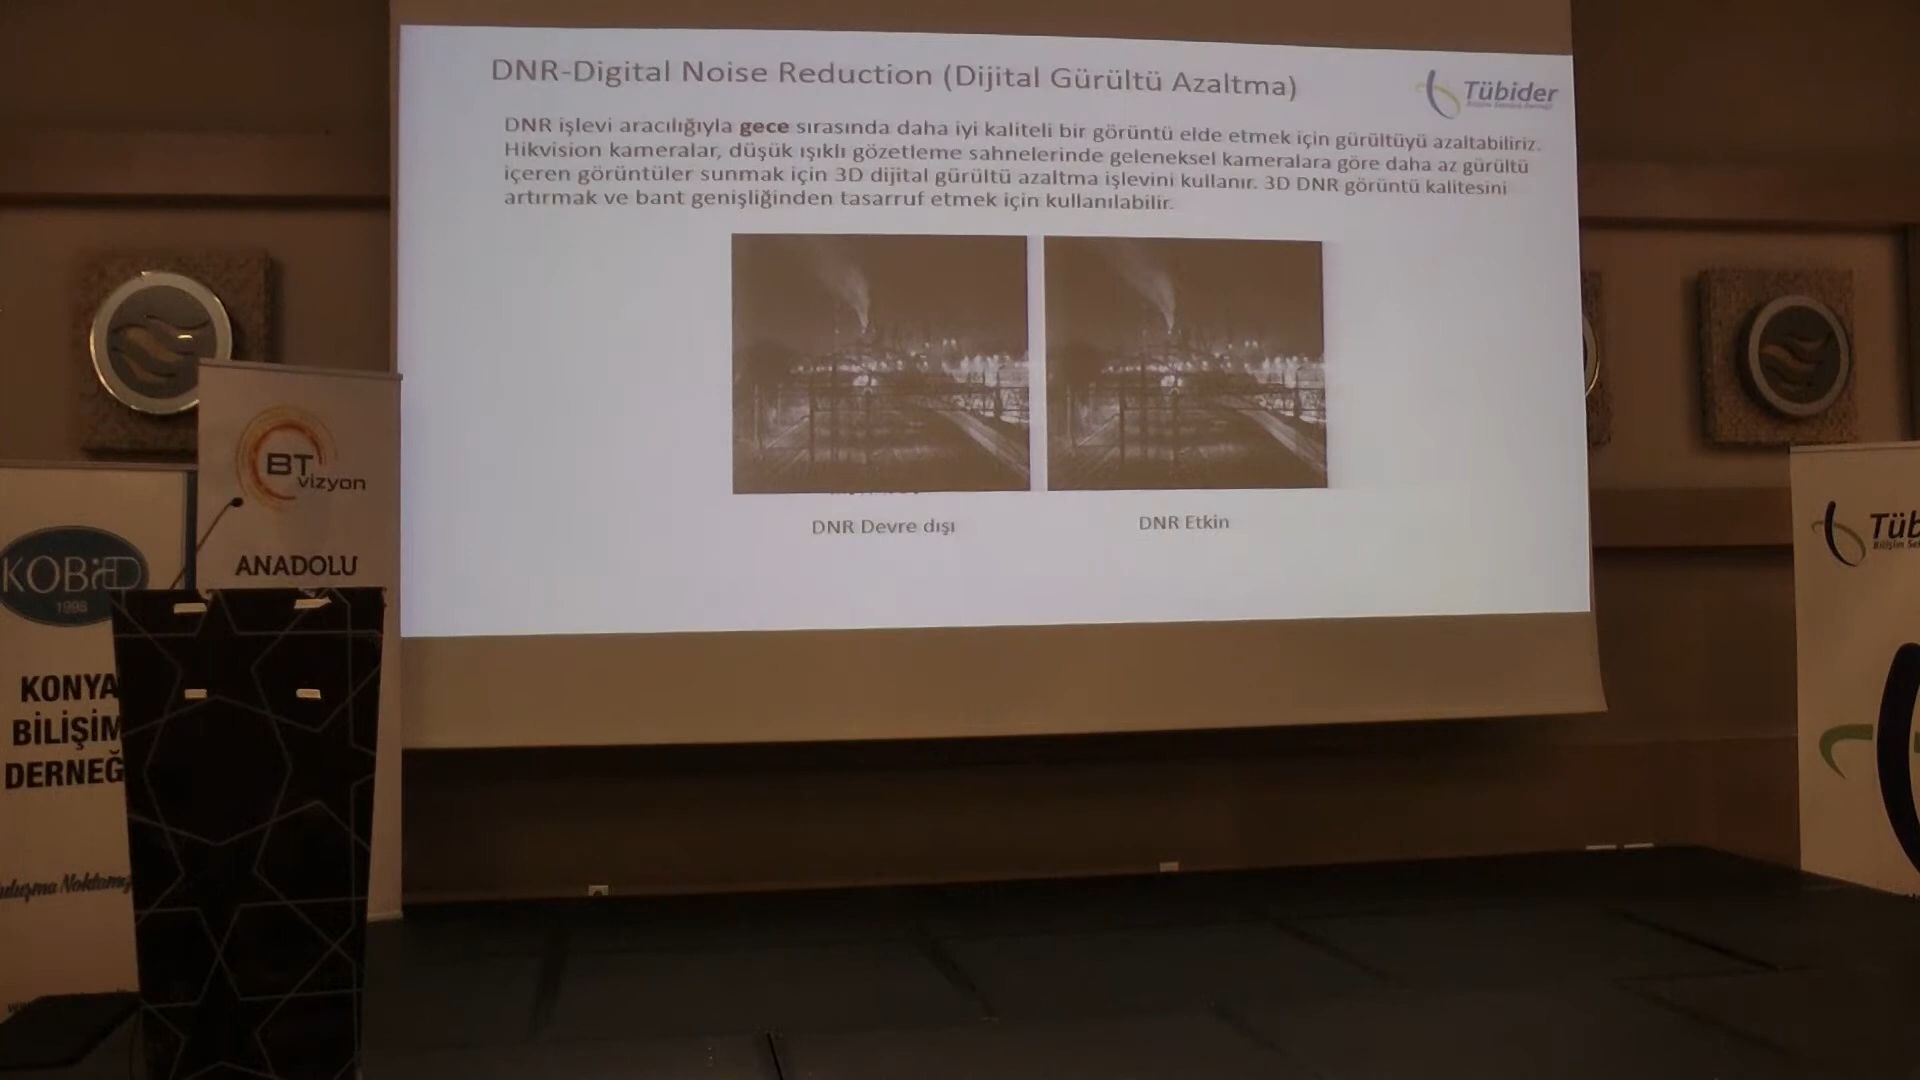 DNR-Digital Noise Reduction (Dijital Gürültü Azaltma)
Tübider
DNR işlevi aracılığıyla gece sırasında daha iyi kaliteli bir görüntü elde etmek için gürültüyü azaltabiliriz.
Hikvision kameralar, düşük ışıklı gözetleme sahnelerinde geleneksel kameralara göre daha az gürültü
içeren görüntüler sunmak için 3D dijital gürültü azaltma işlevini kullanır. 3D DNR görüntü kalitesini
artırmak ve bant genişliğinden tasarruf etmek için kullanılabilir.
DNR Devre dışı
DNR Etkin
BT
vizyon
ANADOLU
KOBİD
1998
KONYA
BİLİŞİM
DERNEĞ
Tüb
Bilişim Se